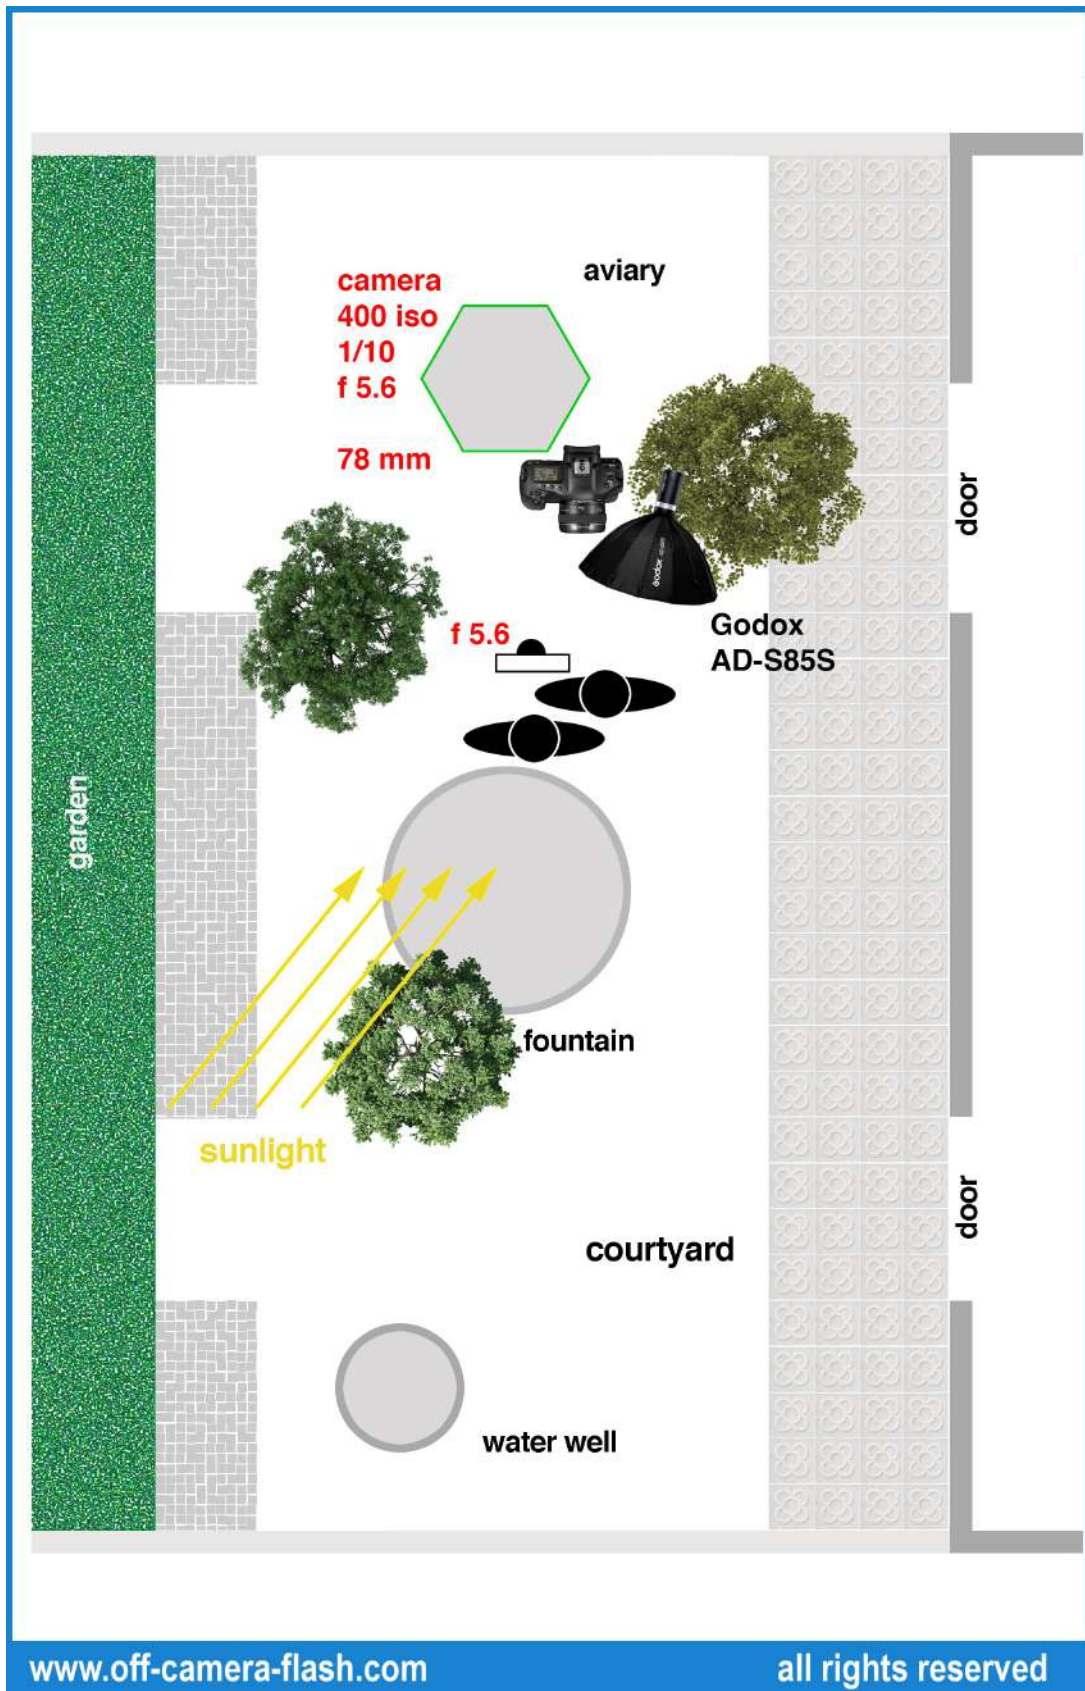 aviary
camera
400 iso
1/10
f 5.6
78 mm
door
Godox
f 5.6
Godox
AD-S85S
garden
fountain
sunlight
door
courtyard
water well
www.off-camera-flash.com
all rights reserved